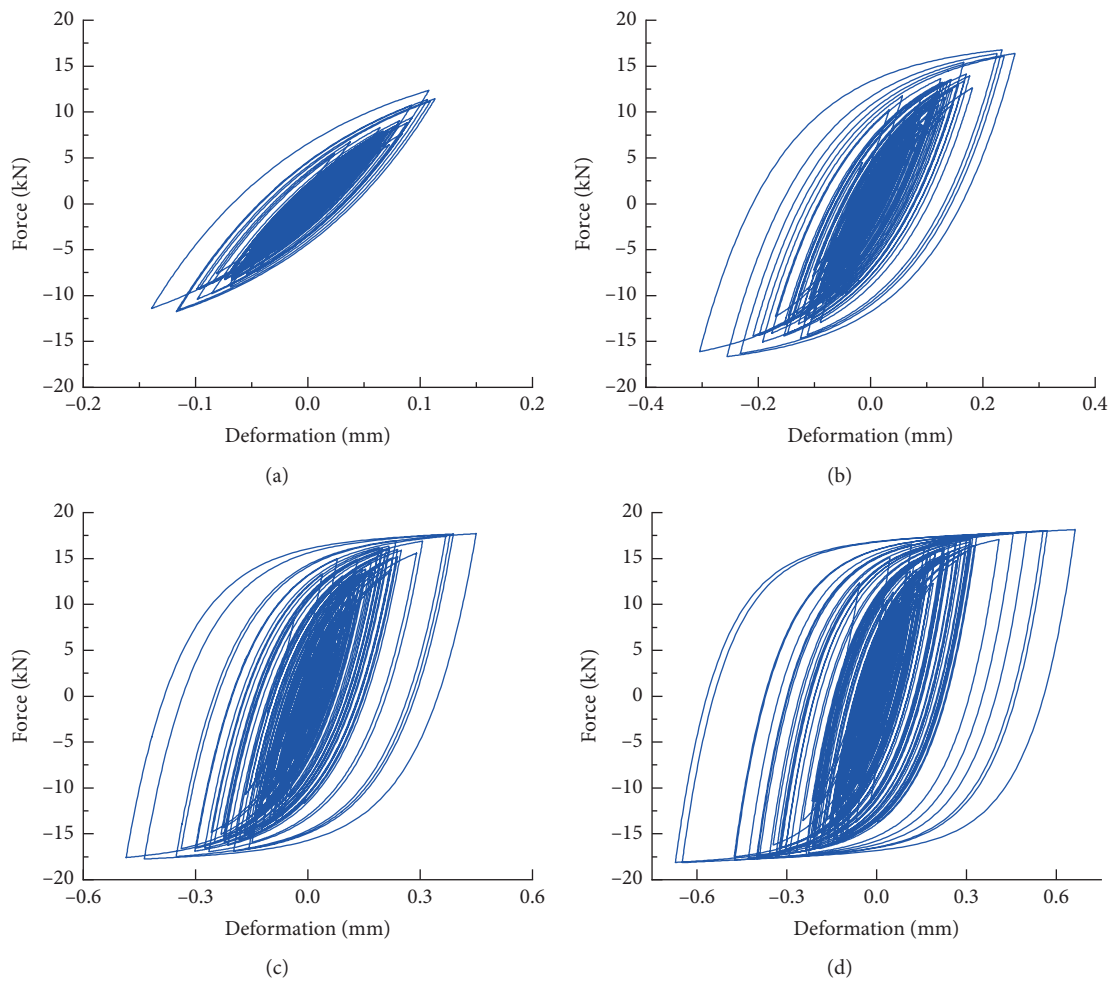 20
15
10
5
0
–5
–10
–15
–20
Force (kN)
–0.2 –0.1 0.0 0.1 0.2
Deformation (mm)
(a)
20
15
10
5
0
–5
–10
–15
–20
Force (kN)
–0.4 –0.2 0.0 0.2 0.4
Deformation (mm)
(b)
20
15
10
5
0
–5
–10
–15
–20
Force (kN)
–0.6 –0.3 0.0 0.3 0.6
Deformation (mm)
(c)
20
15
10
5
0
–5
–10
–15
–20
Force (kN)
–0.6 –0.3 0.0 0.3 0.6
Deformation (mm)
(d)